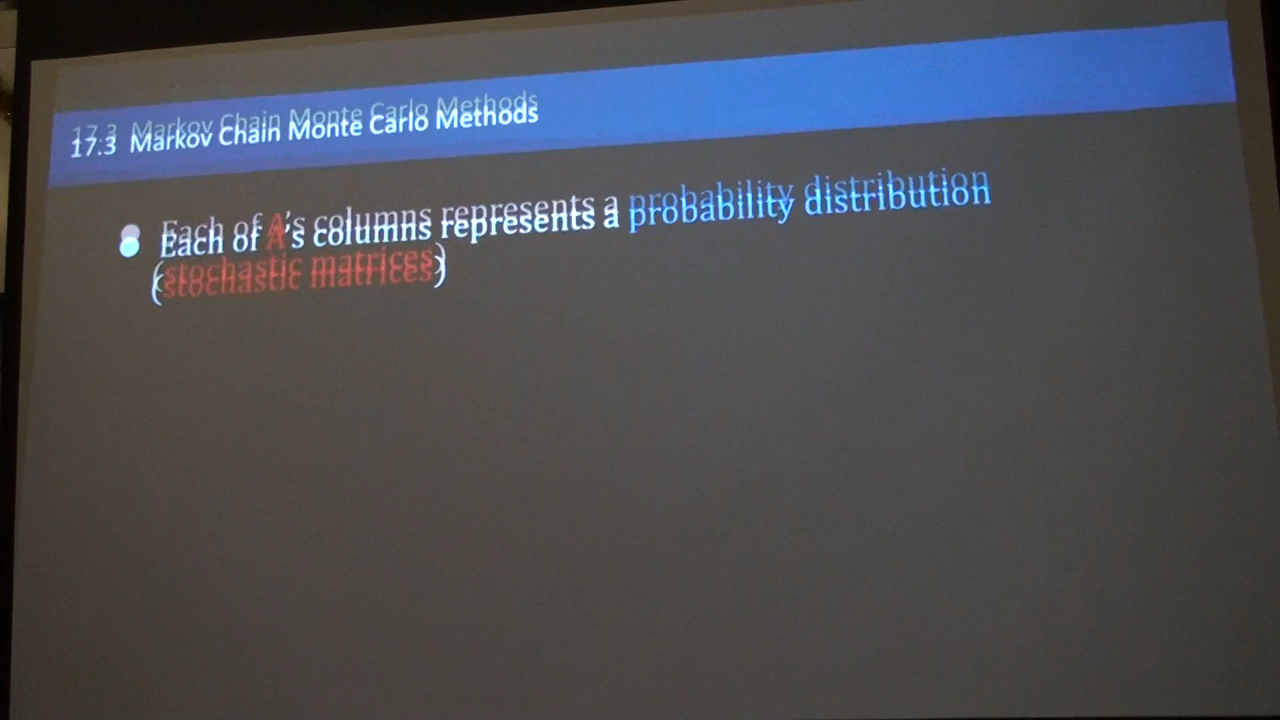 17.3 Markov Chain Monte Carlo Methods
Each of A's columns represents a probability distribution
(stochastic matrices)